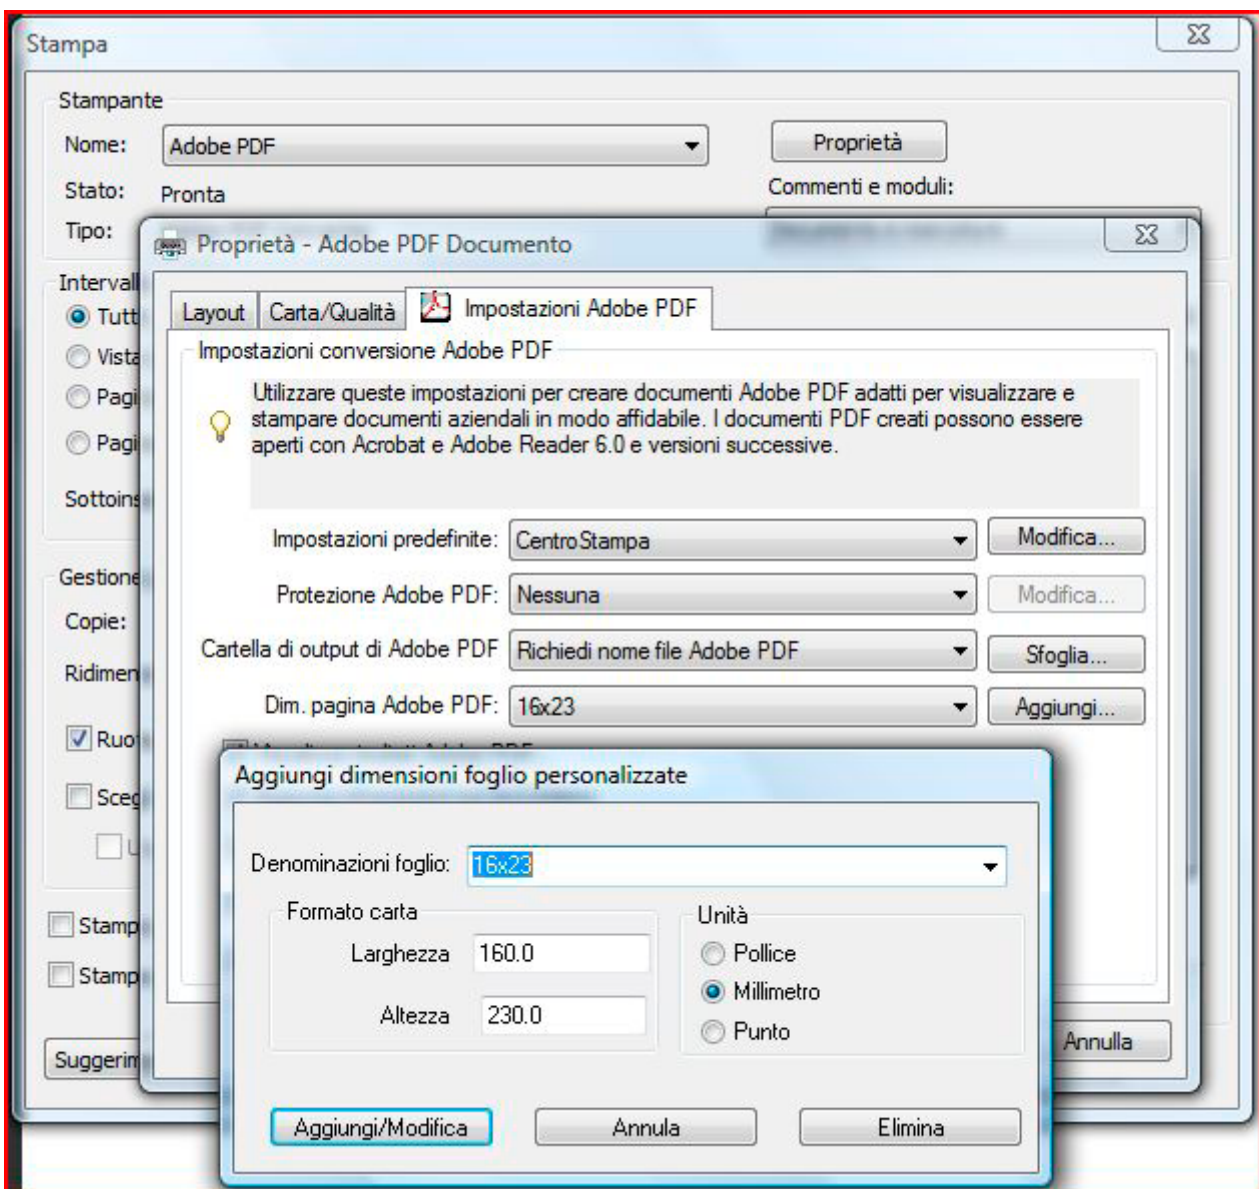 Stampa
Stampante
Nome:
Adobe PDF
Proprietà
Stato:
Pronta
Commenti e moduli:
Tipo:
Proprietà - Adobe PDF Documento
Intervall
Tutt
Vista
Pagi
Pagi
Sottoins
Layout
Carta/Qualità
Impostazioni Adobe PDF
Impostazioni conversione Adobe PDF
Utilizzare queste impostazioni per creare documenti Adobe PDF adatti per visualizzare e
stampare documenti aziendali in modo affidabile. I documenti PDF creati possono essere
aperti con Acrobat e Adobe Reader 6.0 e versioni successive.
Impostazioni predefinite:
CentroStampa
Modifica...
Gestione
Protezione Adobe PDF:
Nessuna
Modifica...
Copie:
Cartella di output di Adobe PDF
Richiedi nome file Adobe PDF
Sfoglia...
Ridimen
Dim. pagina Adobe PDF:
16x23
Aggiungi...
Ruo
Sceg
U
Stamp
Stamp
Suggerim
Aggiungi dimensioni foglio personalizzate
Denominazioni foglio:
16x23
Formato carta
Larghezza
160.0
Altezza
230.0
Unità
Pollice
Millimetro
Punto
Annulla
Aggiungi/Modifica
Annulla
Elimina